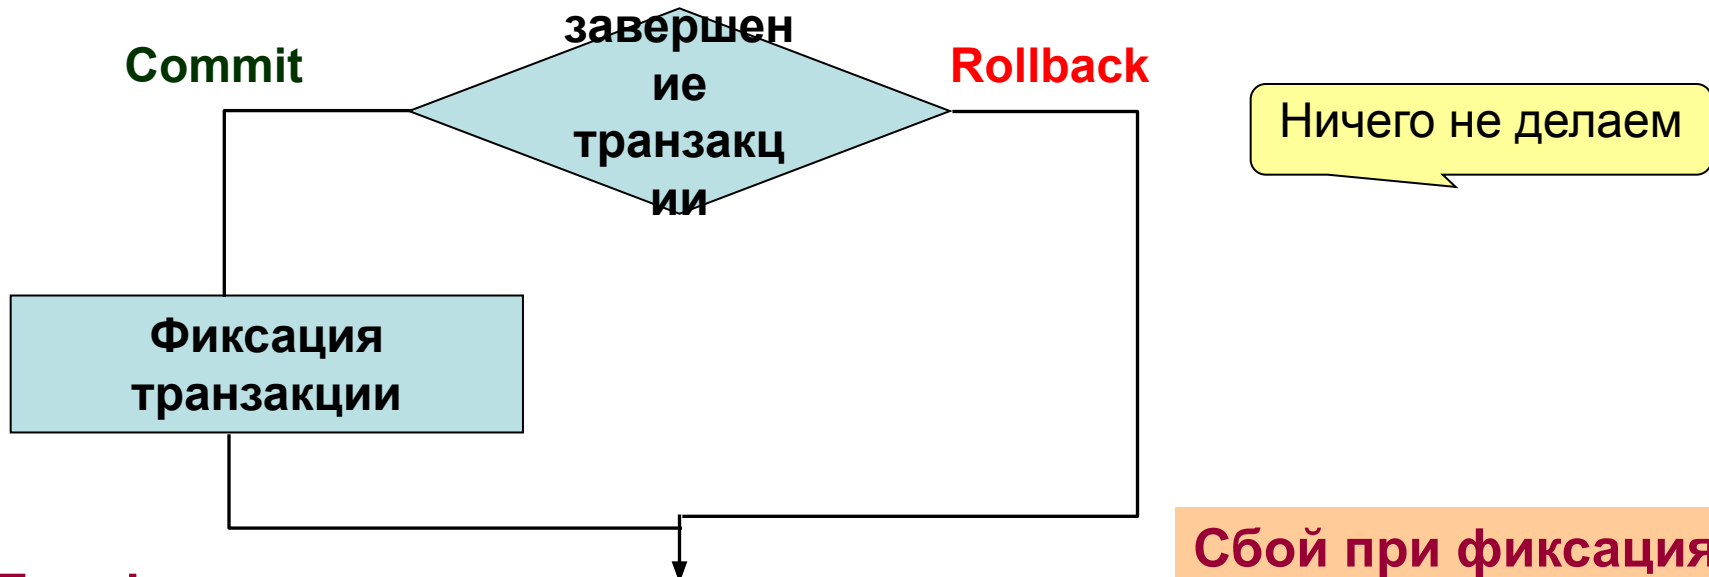 завершен
ие
транзакц
ии
Commit
Rollback
Ничего не делаем
Фиксация
транзакции
Сбой при фиксация